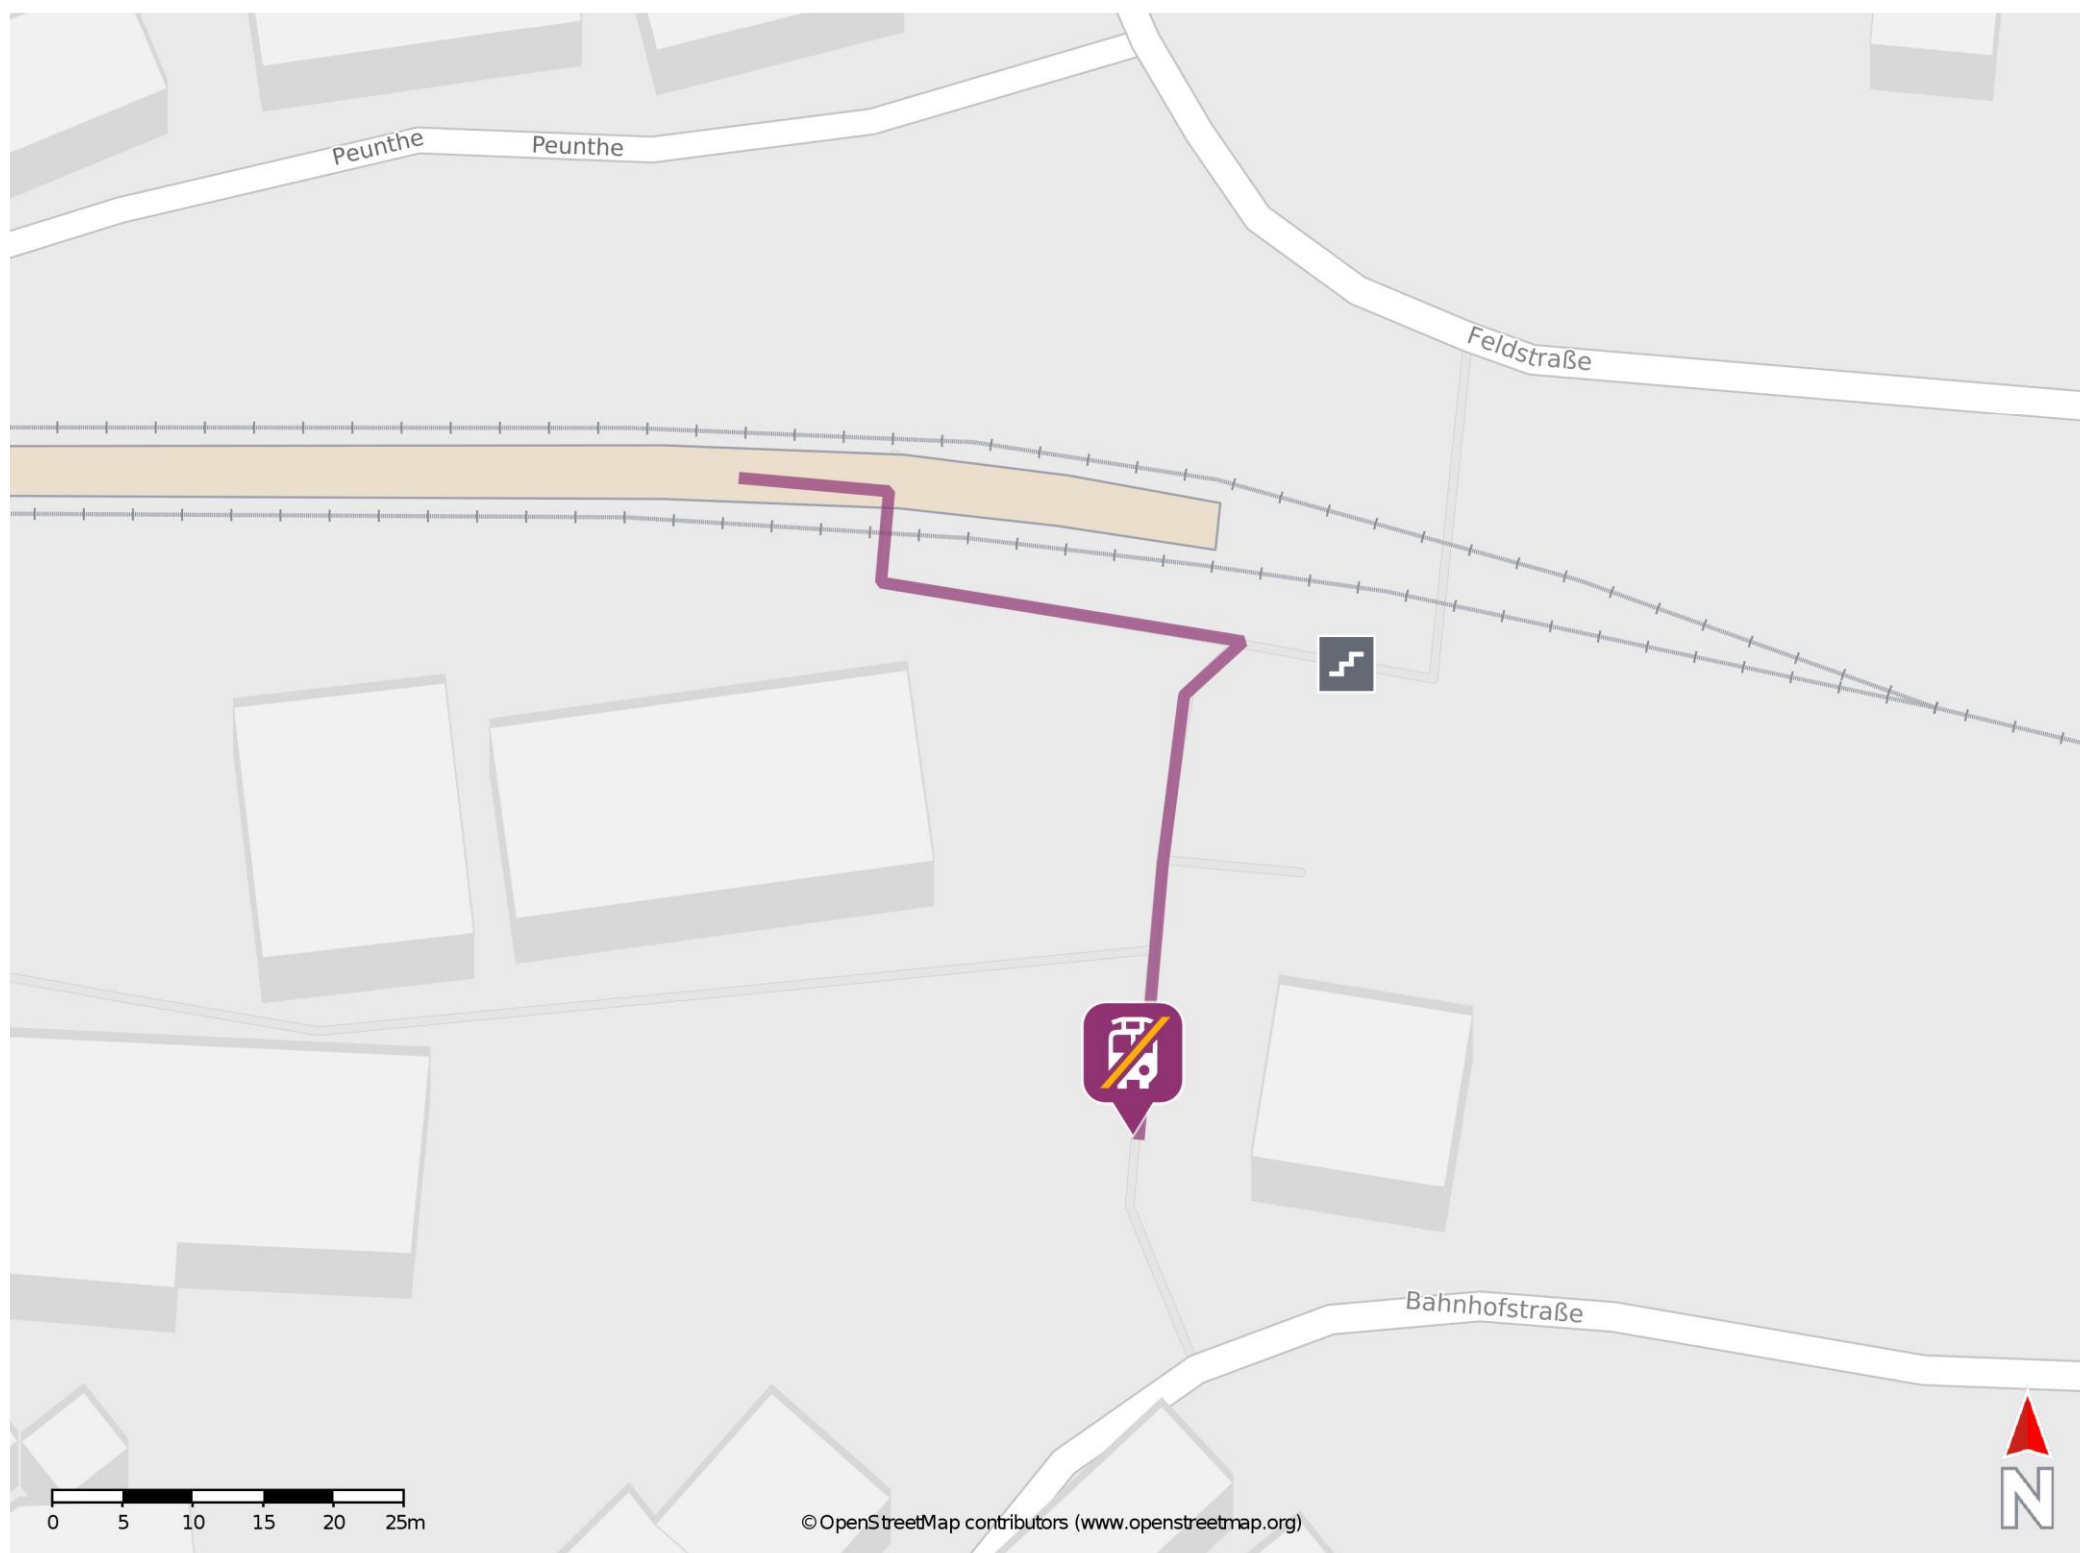 Peunthe
Peunthe
Feldstraße
Bahnhofstraße
0 5 10 15 20 25m
©OpenStreetMap contributors (www.openstreetmap.org)
N